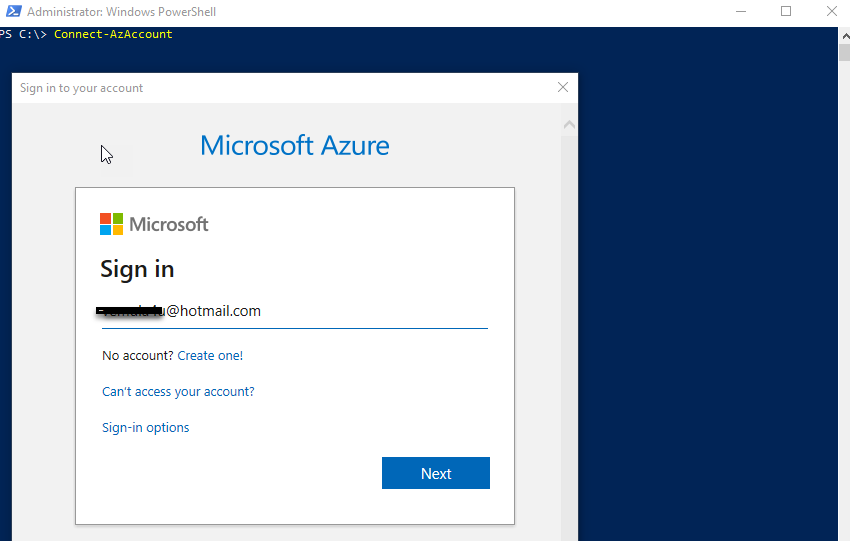 Administrator: Windows PowerShell
PS C:\> Connect-AzAccount
Sign in to your account
Microsoft Azure
Microsoft
Sign in
@hotmail.com
No account? Create one!
Can't access your account?
Sign-in options
Next